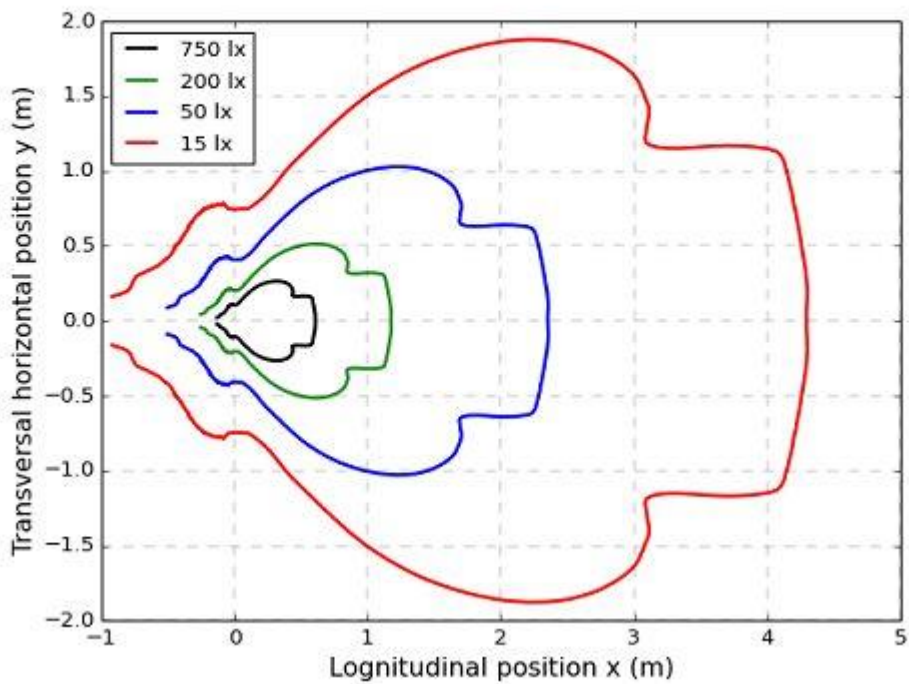 2.0
1.5
1.0
0.5
0.0
−0.5
−1.0
−1.5
−2.0
Transversal horizontal position y (m)
750 lx
200 lx
50 lx
15 lx
−1 0 1 2 3 4 5
Lognitudinal position x (m)